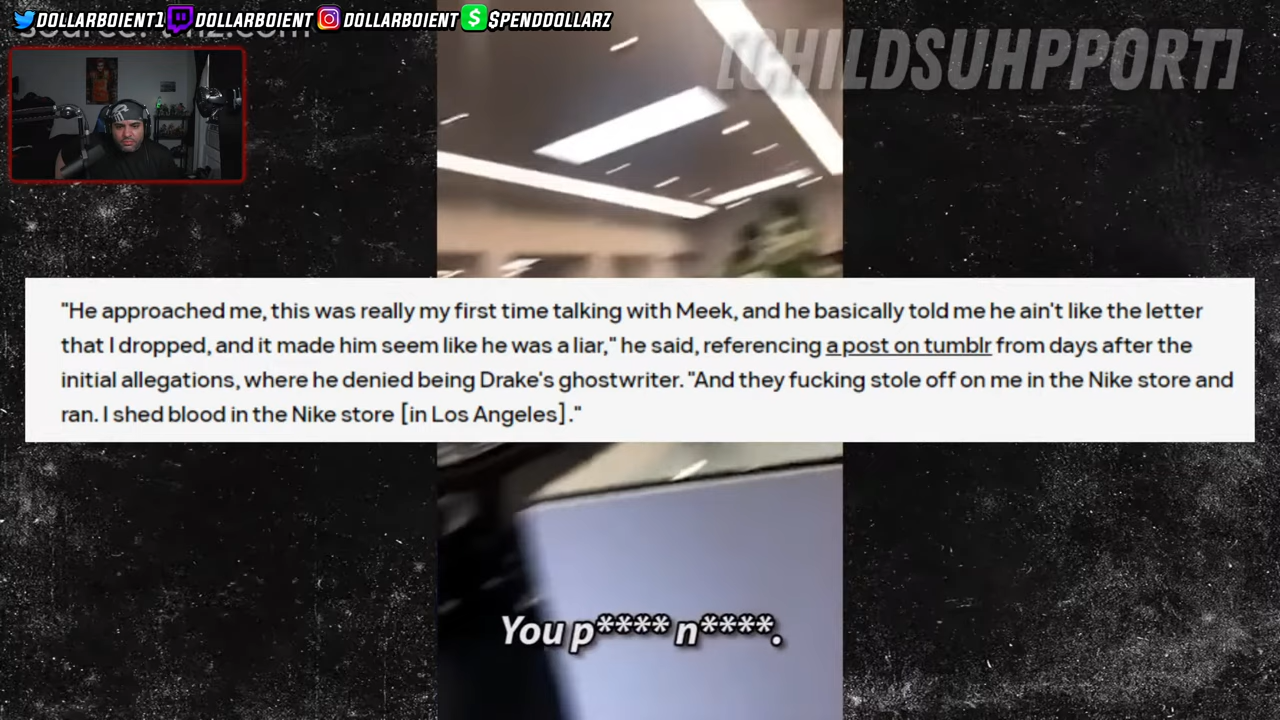 DOLLARBOIENT1 DOLLARBOIENT DOLLARBOIENT $PENDDOLLARZ
[CHILDSUHPPORT]
"He approached me, this was really my first time talking with Meek, and he basically told me he ain't like the letter
that I dropped, and it made him seem like he was a liar," he said, referencing a post on tumblr from days after the
initial allegations, where he denied being Drake's ghostwriter. "And they fucking stole off on me in the Nike store and
ran. I shed blood in the Nike store [in Los Angeles]."
You p**** n****.